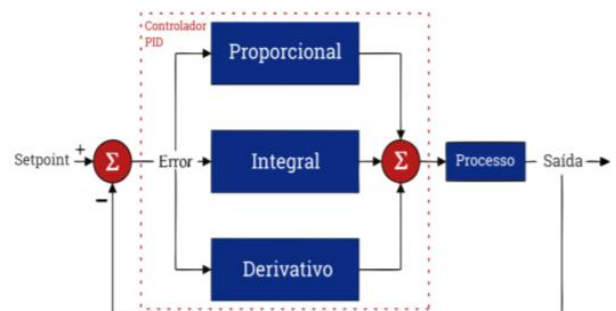 Controlador
PID
Proporcional
Setpoint
+
Σ
Error
Integral
Σ
Processo
Saída
−
Derivativo